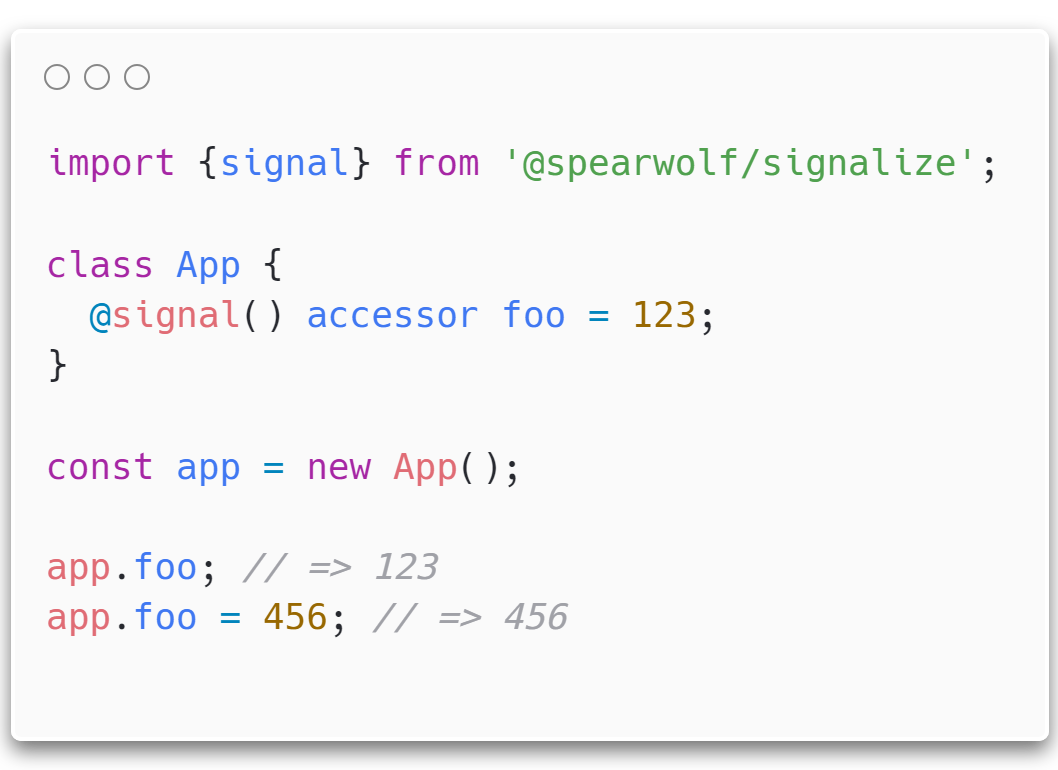 import {signal} from '@spearwolf/signalize';
class App {
  @signal() accessor foo = 123;
}
const app = new App();
app.foo; // => 123
app.foo = 456; // => 456